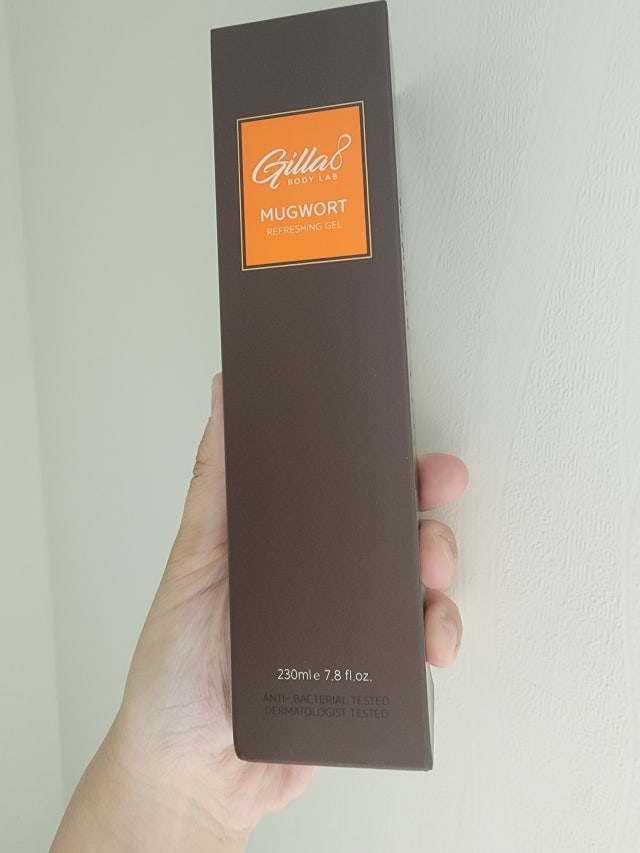 Gilla8
BODY LAB
MUGWORT
REFRESHING GEL
230ml e 7.8 fl.oz.
ANTI- BACTERIAL TESTED
DERMATOLOGIST TESTED